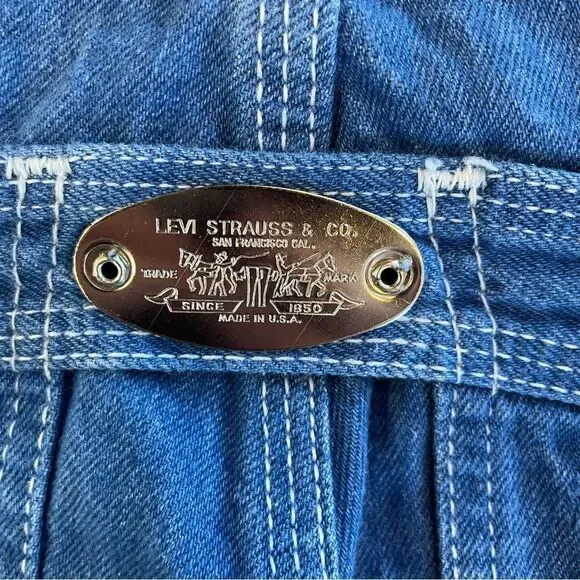 LEVI STRAUSS & CO.
SAN FRANCISCO CAL.
TRADE MARK
SINCE 1850
MADE IN U.S.A.